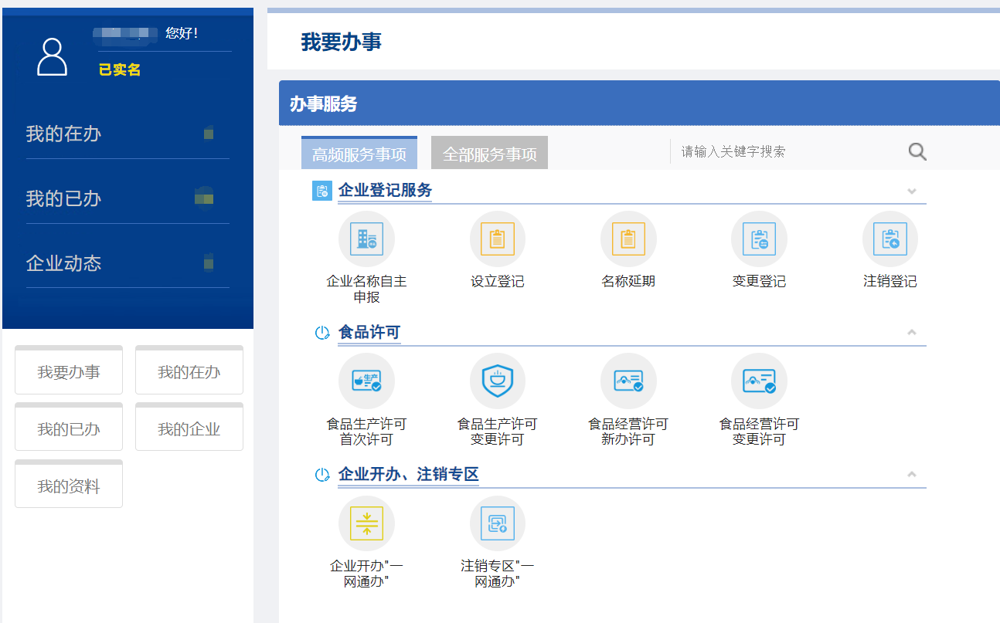 您好！
已实名
我的在办
我的已办
企业动态
我要办事
我的在办
我的已办
我的企业
我的资料
我要办事
办事服务
高频服务事项
全部服务事项
请输入关键字搜索
企业登记服务
企业名称自主
申报
设立登记
名称延期
变更登记
注销登记
食品许可
生产
食品生产许可
首次许可
食品生产许可
变更许可
食品经营许可
新办许可
食品经营许可
变更许可
企业开办、注销专区
企业开办"一
网通办"
注销专区"一
网通办"